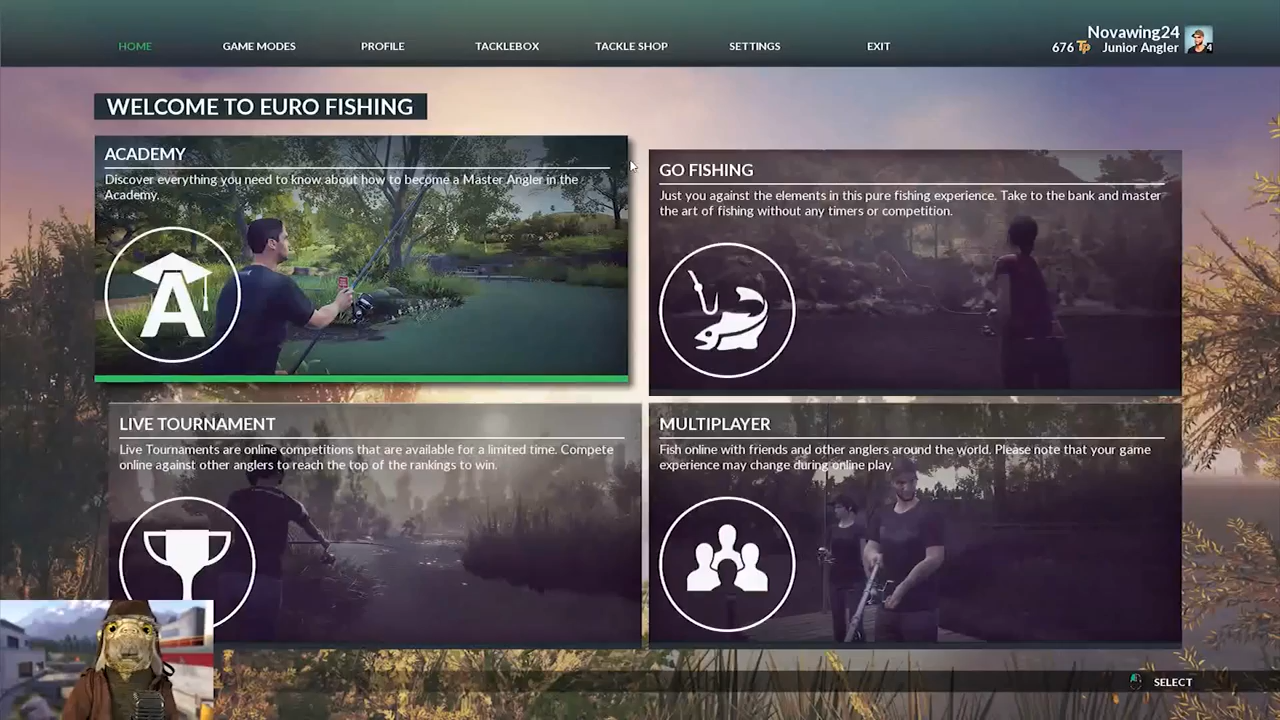 HOME GAME MODES PROFILE TACKLEBOX TACKLE SHOP SETTINGS EXIT
Novawing24
676 Tp Junior Angler
4
WELCOME TO EURO FISHING
ACADEMY
Discover everything you need to know about how to become a Master Angler in the
Academy.
A
GO FISHING
Just you against the elements in this pure fishing experience. Take to the bank and master
the art of fishing without any timers or competition.
LIVE TOURNAMENT
Live Tournaments are online competitions that are available for a limited time. Compete
online against other anglers to reach the top of the rankings to win.
MULTIPLAYER
Fish online with friends and other anglers around the world. Please note that your game
experience may change during online play.
SELECT